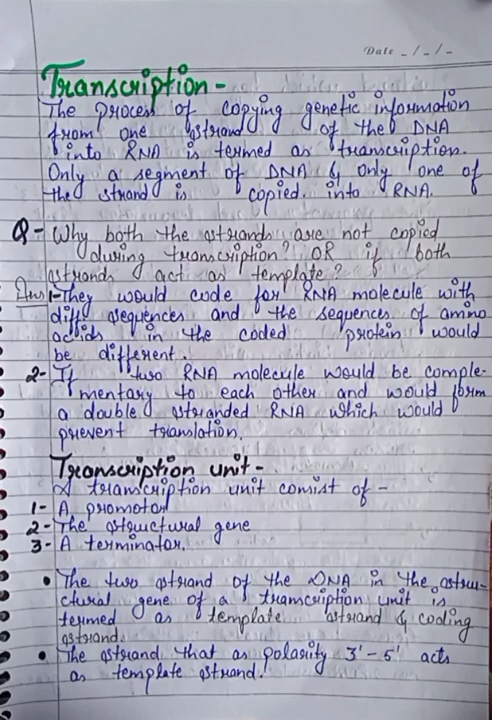 Date _/_/_
Transcription -
The process of copying genetic information
from one strand of the DNA
into RNA is termed as transcription.
Only a segment of DNA & only one of
the strand is copied into RNA.
Q- Why both the strands are not copied
during transcription? OR if both
strands act as template?
Ans 1- They would code for RNA molecule with
diff sequences and the sequences of amino
acids in the coded protein would
be different.
2- If two RNA molecule would be comple-
mentary to each other and would form
a double stranded RNA which would
prevent translation.
Transcription unit -
A transcription unit consist of -
1- A promotor
2- The structural gene
3- A terminator.
• The two strand of the DNA in the struc-
ctural gene of a transcription unit is
termed as template strand & coding
strand.
• The strand that as polarity 3'-5' acts
as template strand.